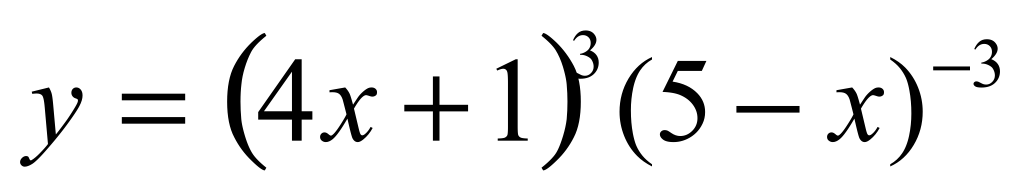 y = (4x + 1)³ (5 − x)⁻³